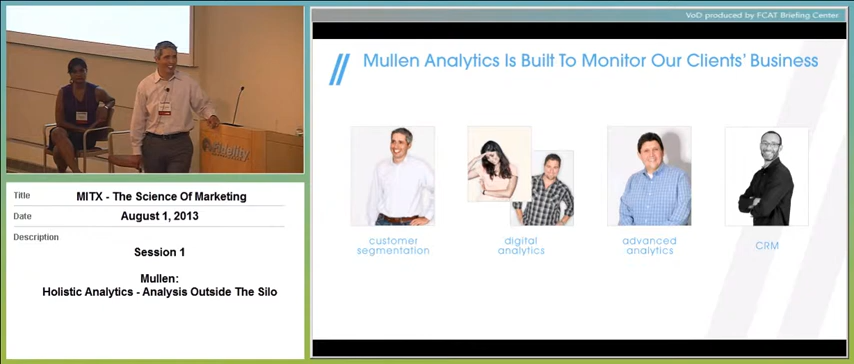 VoD produced by FCAT Briefing Center
Mullen Analytics Is Built To Monitor Our Clients' Business
customer
segmentation
digital
analytics
advanced
analytics
CRM
Fidelity
Title MITX - The Science Of Marketing
Date August 1, 2013
Description
Session 1
Mullen:
Holistic Analytics - Analysis Outside The Silo